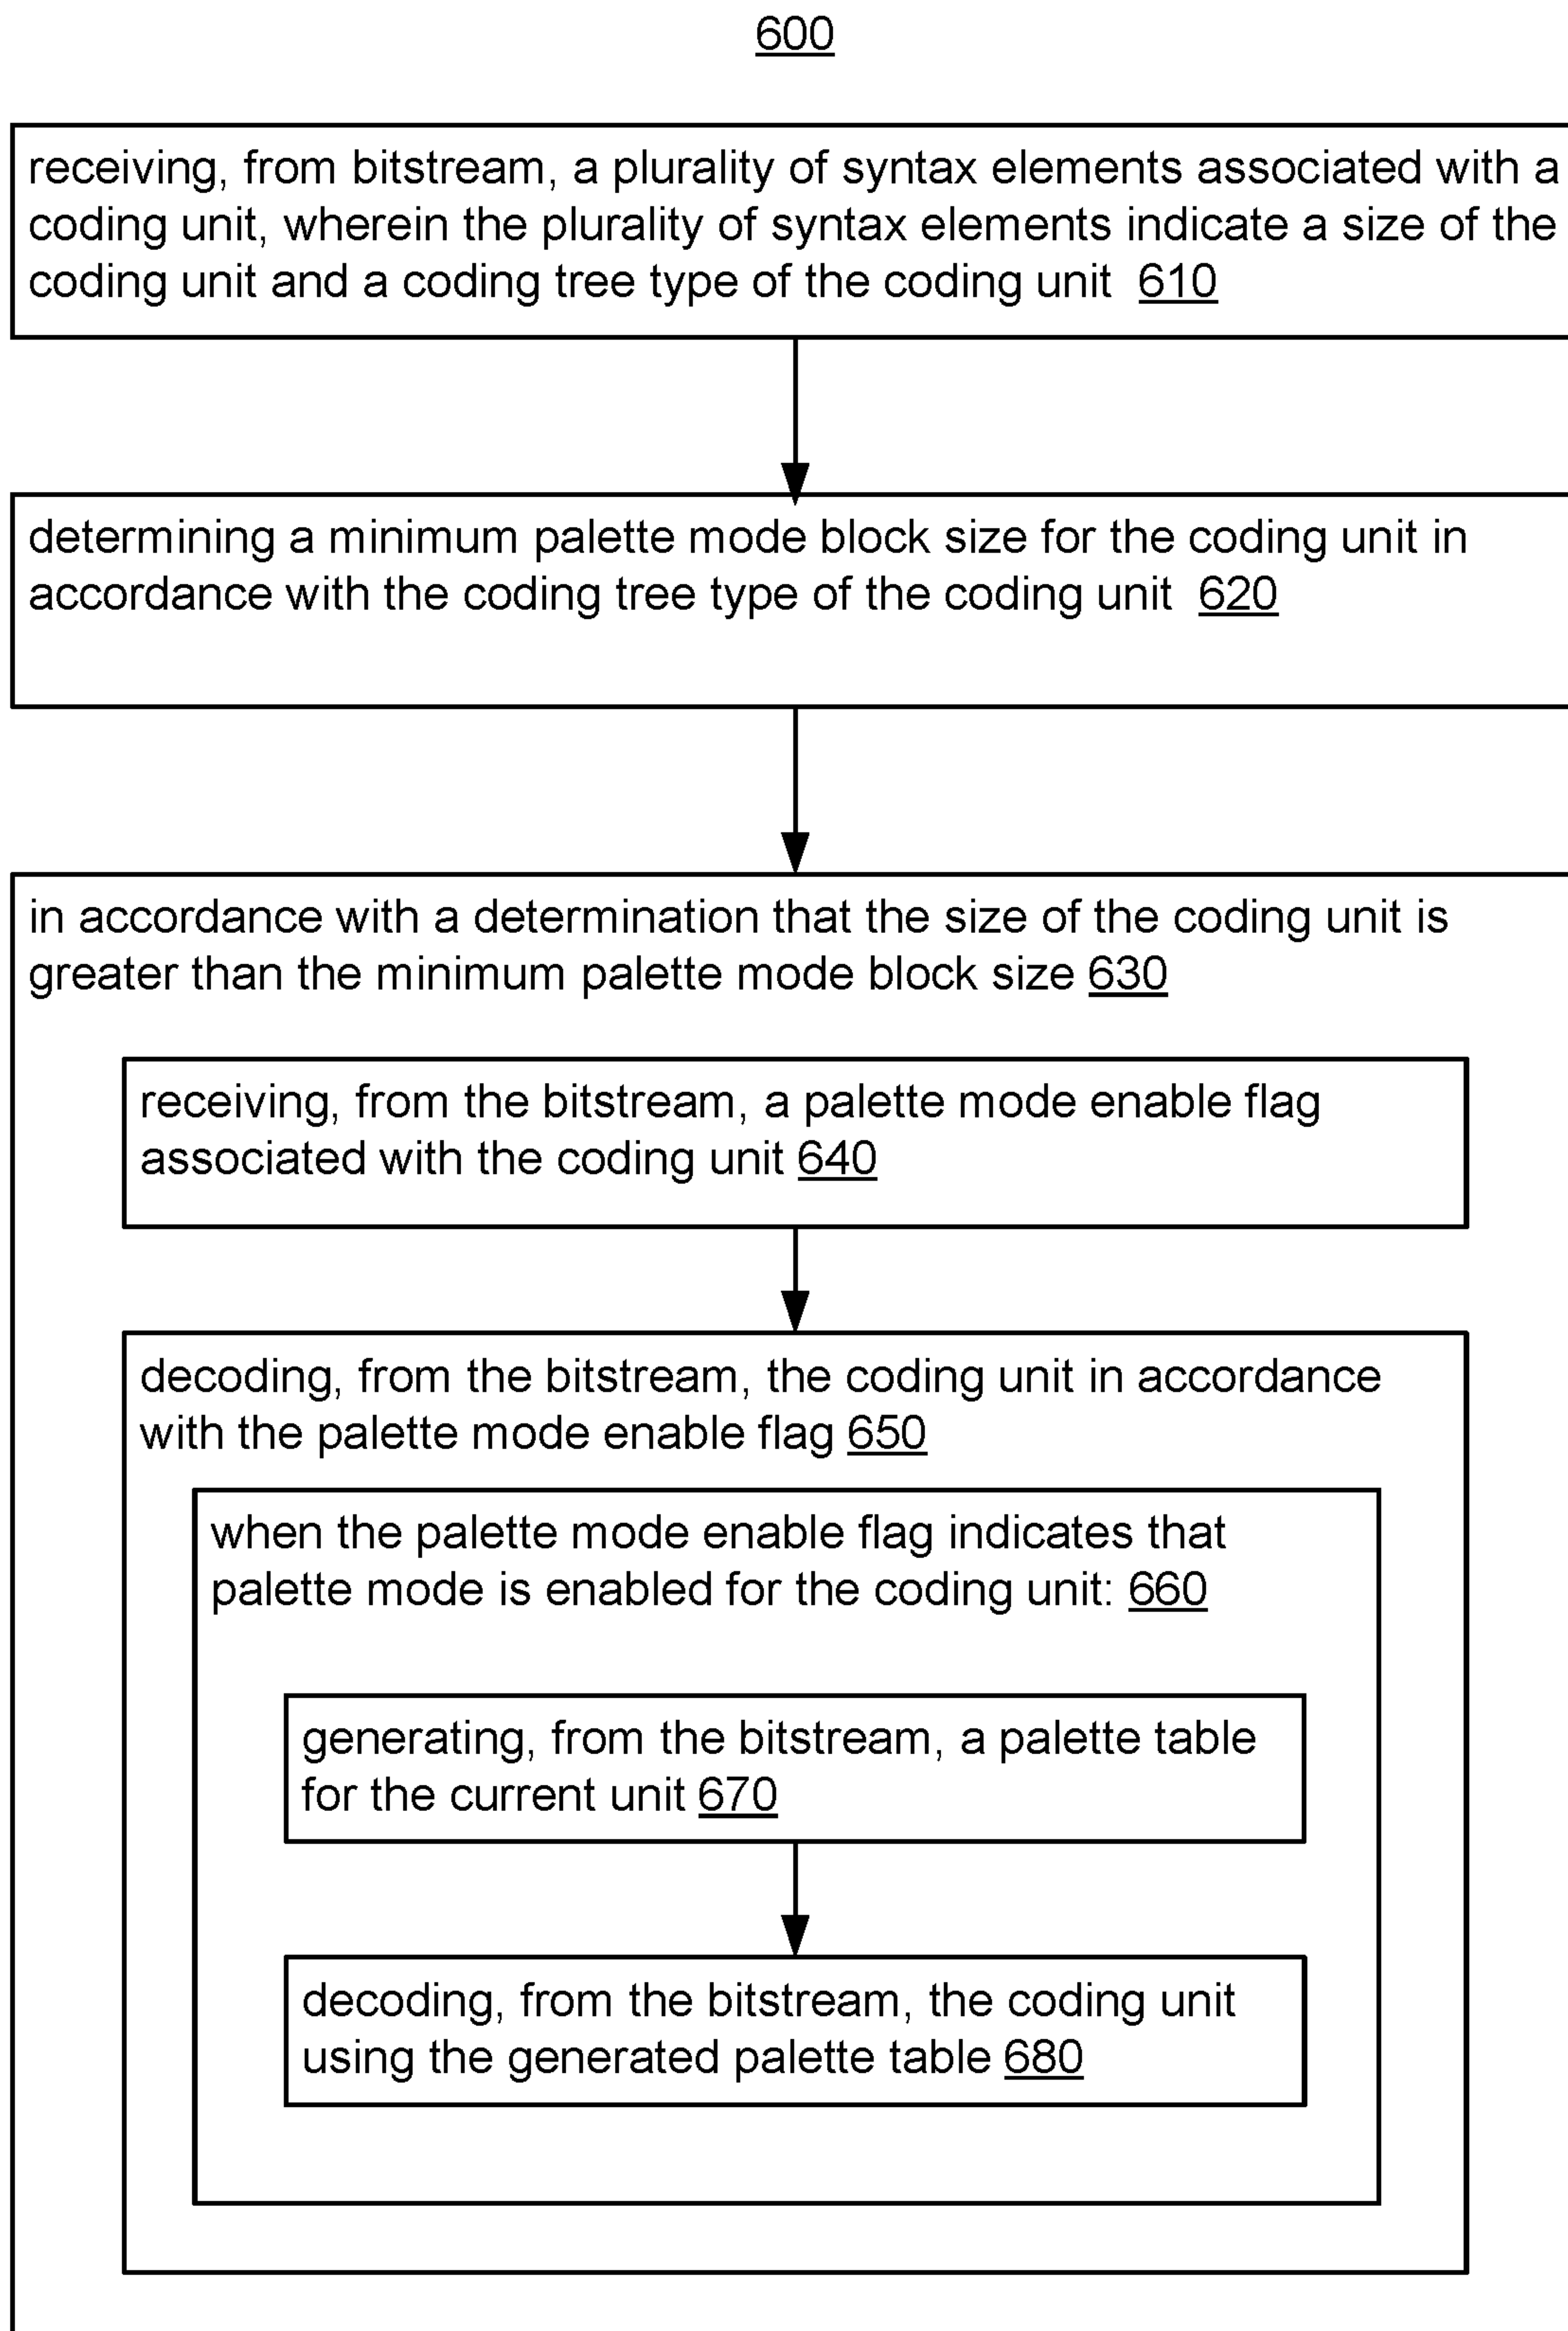 600
receiving, from bitstream, a plurality of syntax elements associated with a
coding unit, wherein the plurality of syntax elements indicate a size of the
coding unit and a coding tree type of the coding unit 610
determining a minimum palette mode block size for the coding unit in
accordance with the coding tree type of the coding unit 620
in accordance with a determination that the size of the coding unit is
greater than the minimum palette mode block size 630
receiving, from the bitstream, a palette mode enable flag
associated with the coding unit 640
decoding, from the bitstream, the coding unit in accordance
with the palette mode enable flag 650
when the palette mode enable flag indicates that
palette mode is enabled for the coding unit: 660
generating, from the bitstream, a palette table
for the current unit 670
decoding, from the bitstream, the coding unit
using the generated palette table 680